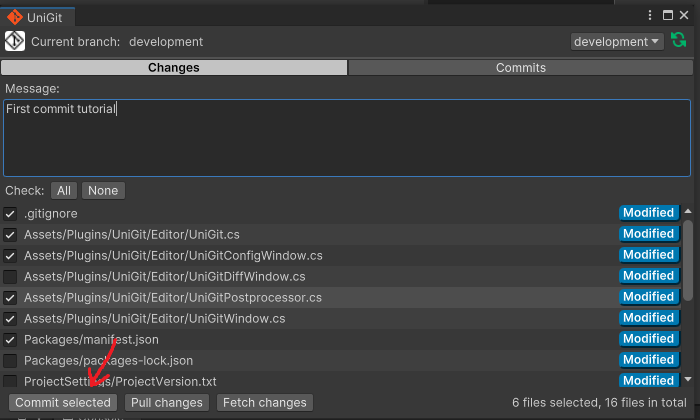 UniGit
Current branch: development
development
Changes
Commits
Message:
First commit tutorial
Check: All None
.gitignore Modified
Assets/Plugins/UniGit/Editor/UniGit.cs Modified
Assets/Plugins/UniGit/Editor/UniGitConfigWindow.cs Modified
Assets/Plugins/UniGit/Editor/UniGitDiffWindow.cs Modified
Assets/Plugins/UniGit/Editor/UniGitPostprocessor.cs Modified
Assets/Plugins/UniGit/Editor/UniGitWindow.cs Modified
Packages/manifest.json Modified
Packages/packages-lock.json Modified
ProjectSettings/ProjectVersion.txt Modified
Commit selected Pull changes Fetch changes 6 files selected, 16 files in total